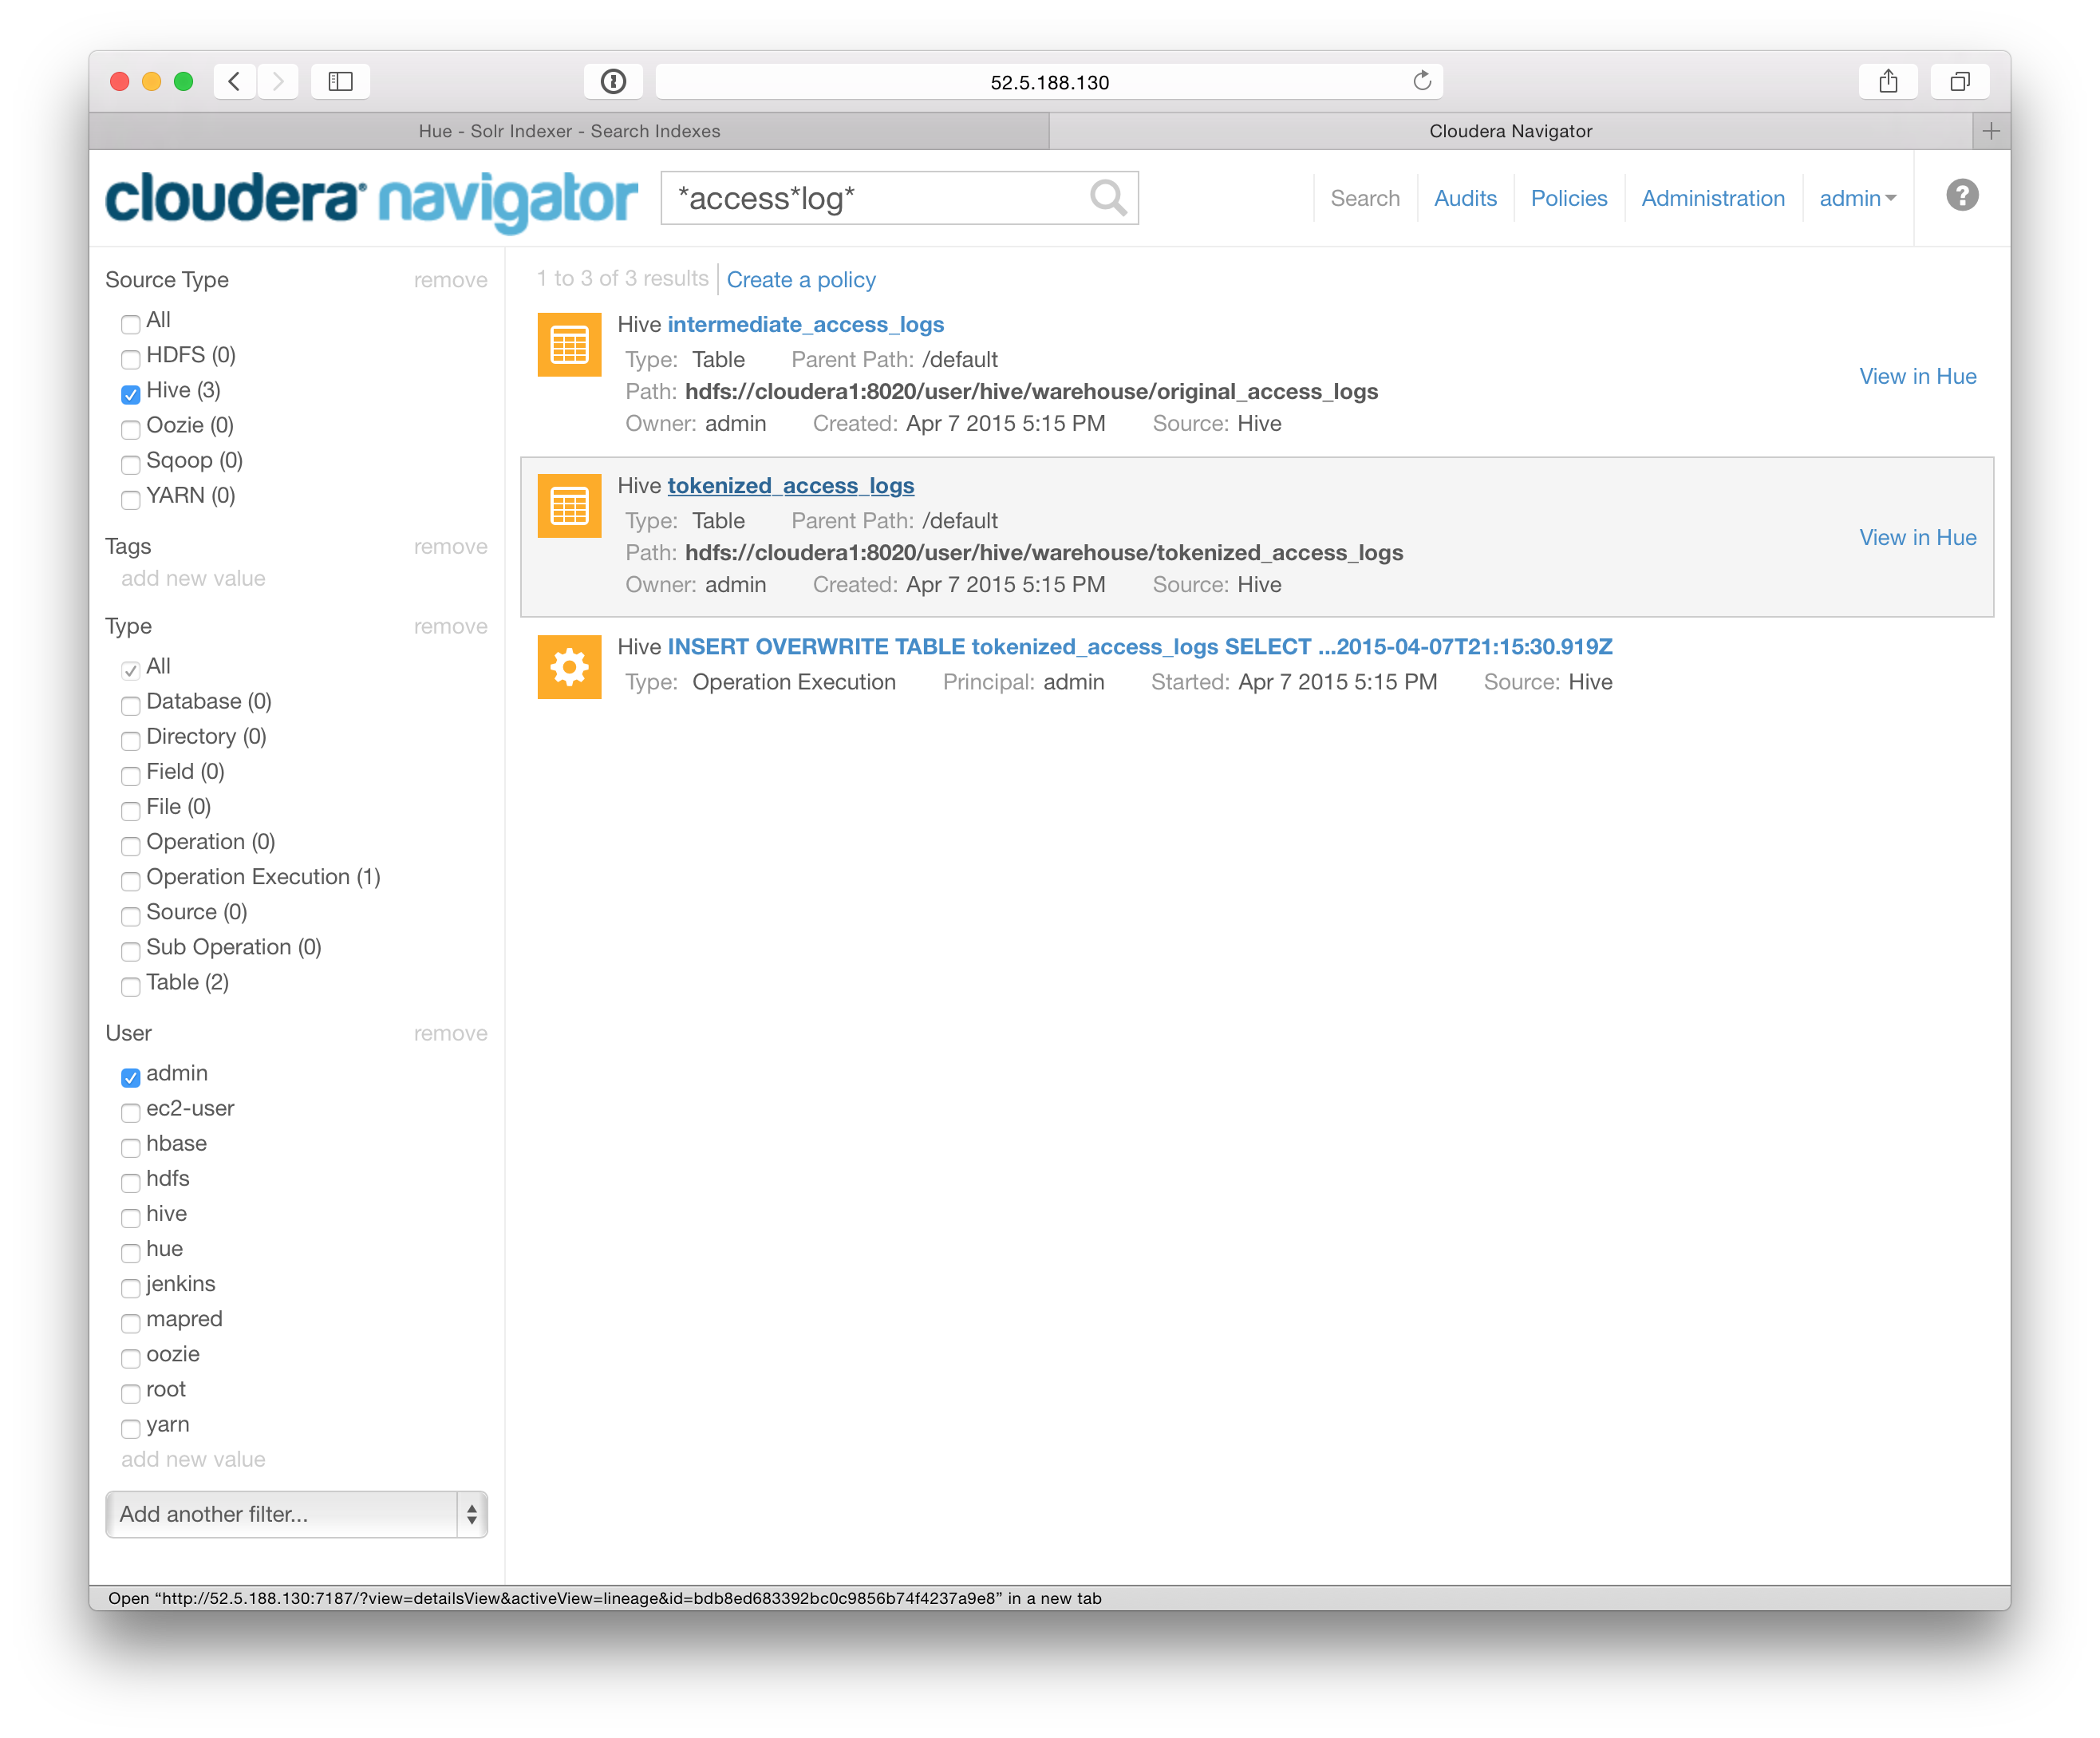 52.5.188.130
Hue - Solr Indexer - Search Indexes
Cloudera Navigator
cloudera navigator
*access*log*
Search
Audits
Policies
Administration
admin
?
Source Type remove
All
HDFS (0)
Hive (3)
Oozie (0)
Sqoop (0)
YARN (0)
Tags remove
add new value
Type remove
All
Database (0)
Directory (0)
Field (0)
File (0)
Operation (0)
Operation Execution (1)
Source (0)
Sub Operation (0)
Table (2)
User remove
admin
ec2-user
hbase
hdfs
hive
hue
jenkins
mapred
oozie
root
yarn
add new value
Add another filter...
1 to 3 of 3 results Create a policy
Hive intermediate_access_logs
Type: Table Parent Path: /default
Path: hdfs://cloudera1:8020/user/hive/warehouse/original_access_logs
Owner: admin Created: Apr 7 2015 5:15 PM Source: Hive
View in Hue
Hive tokenized_access_logs
Type: Table Parent Path: /default
Path: hdfs://cloudera1:8020/user/hive/warehouse/tokenized_access_logs
Owner: admin Created: Apr 7 2015 5:15 PM Source: Hive
View in Hue
Hive INSERT OVERWRITE TABLE tokenized_access_logs SELECT ...2015-04-07T21:15:30.919Z
Type: Operation Execution Principal: admin Started: Apr 7 2015 5:15 PM Source: Hive
Open “http://52.5.188.130:7187/?view=detailsView&activeView=lineage&id=bdb8ed683392bc0c9856b74f4237a9e8” in a new tab